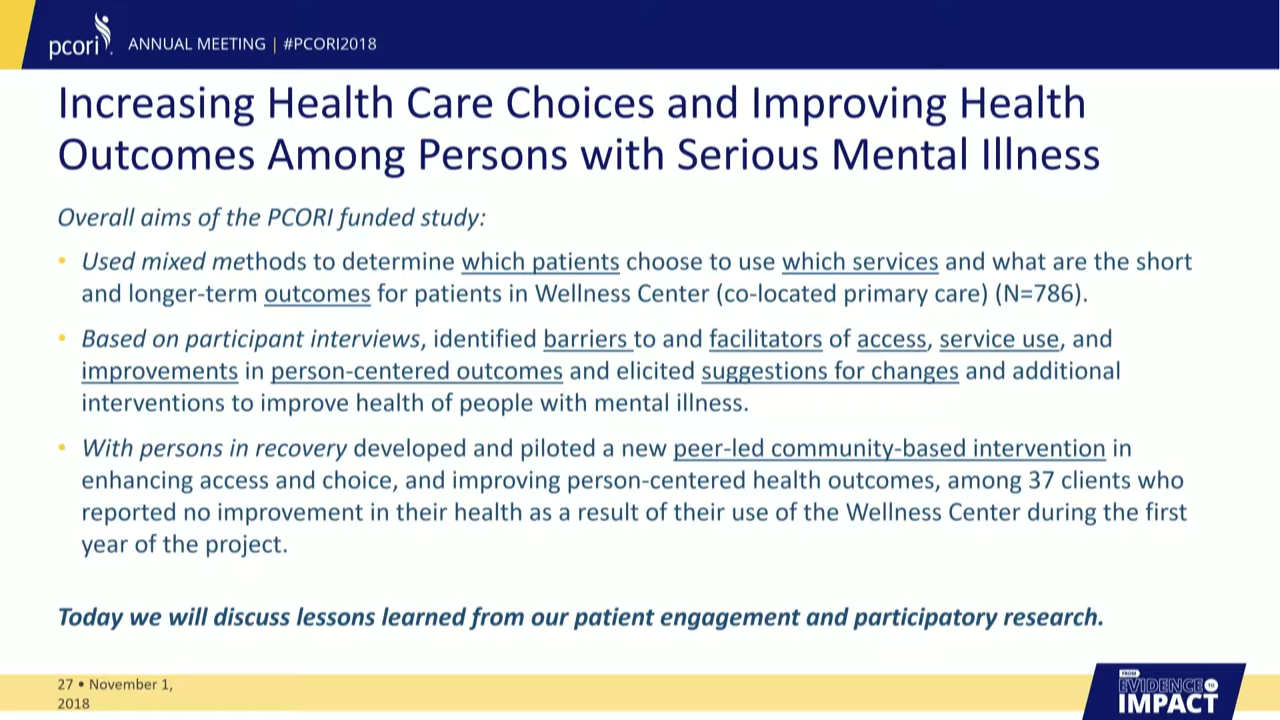 pcori. ANNUAL MEETING | #PCORI2018
Increasing Health Care Choices and Improving Health
Outcomes Among Persons with Serious Mental Illness
Overall aims of the PCORI funded study:
• Used mixed methods to determine which patients choose to use which services and what are the short
and longer-term outcomes for patients in Wellness Center (co-located primary care) (N=786).
• Based on participant interviews, identified barriers to and facilitators of access, service use, and
improvements in person-centered outcomes and elicited suggestions for changes and additional
interventions to improve health of people with mental illness.
• With persons in recovery developed and piloted a new peer-led community-based intervention in
enhancing access and choice, and improving person-centered health outcomes, among 37 clients who
reported no improvement in their health as a result of their use of the Wellness Center during the first
year of the project.
Today we will discuss lessons learned from our patient engagement and participatory research.
27 • November 1,
2018
FROM
EVIDENCE TO
IMPACT